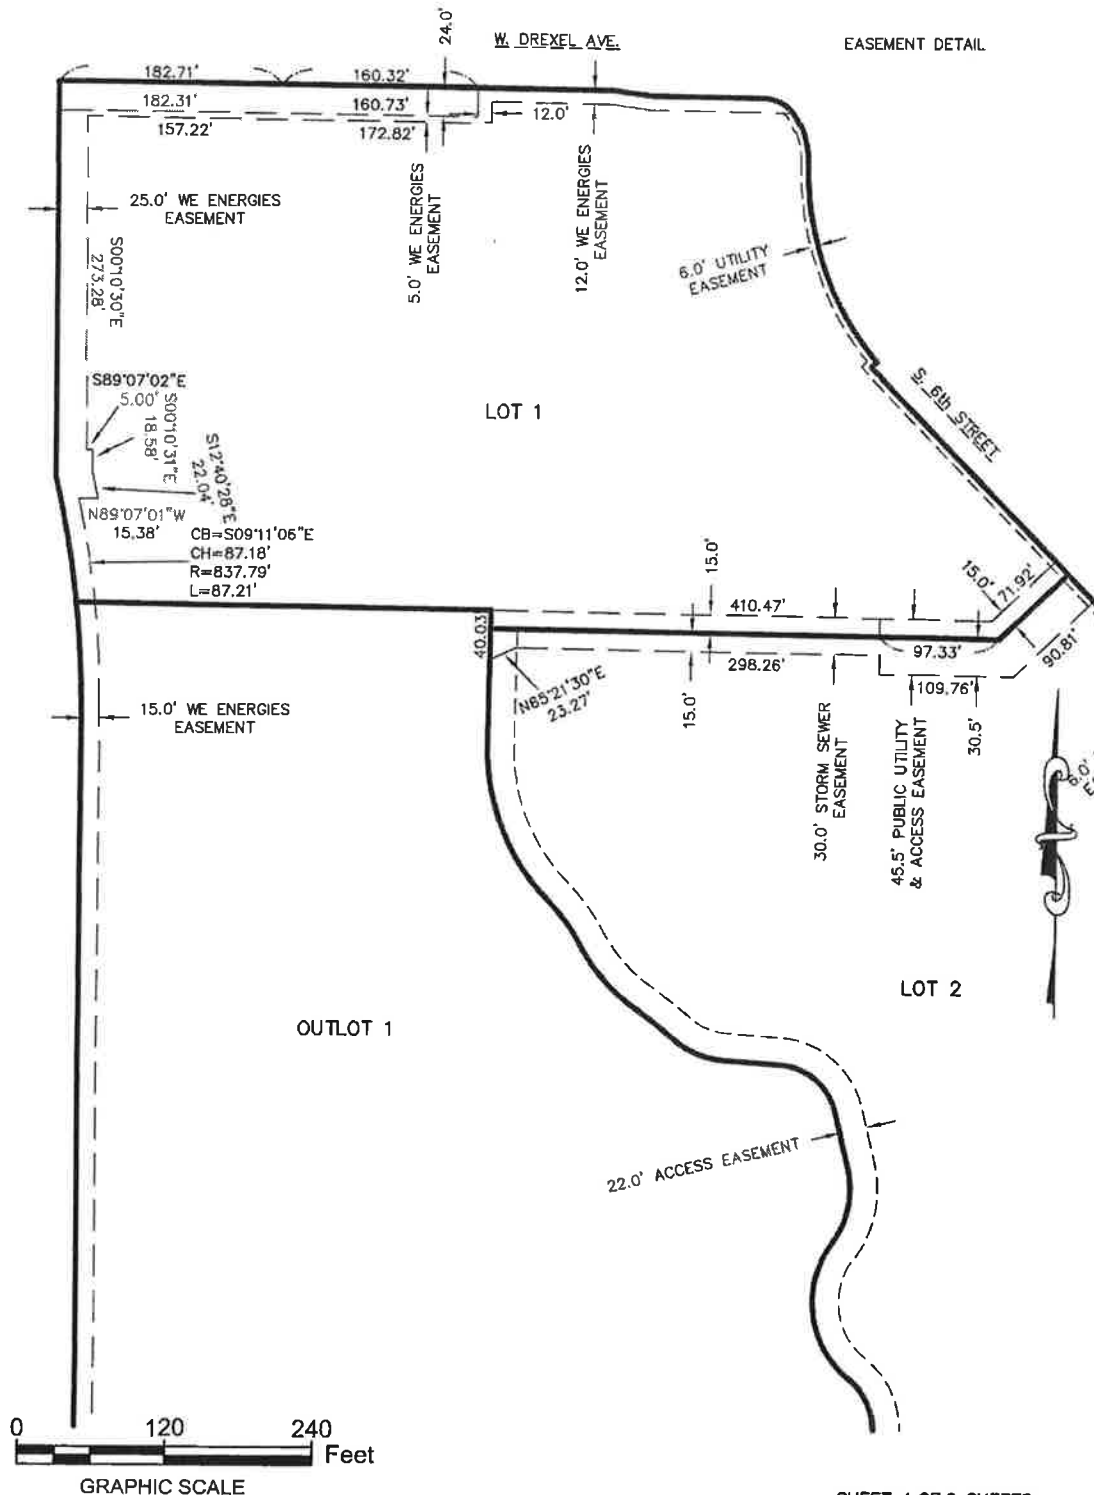 24.0'
W. DREXEL AVE.
EASEMENT DETAIL
182.71'
160.32'
182.31'
160.73'
12.0'
157.22'
172.82'
25.0' WE ENERGIES
EASEMENT
5.0' WE ENERGIES
EASEMENT
12.0' WE ENERGIES
EASEMENT
6.0' UTILITY
EASEMENT
S00°10'30"E
273.28'
S89°07'02"E
5.00'
S00°10'31"E
18.58'
S12°40'28"E
22.04'
LOT 1
S. 6th STREET
N89°07'01"W
15.38'
CB=S09°11'06"E
CH=87.18'
R=837.79'
L=87.21'
15.0'
15.0'
71.92'
410.47'
40.03
97.33'
90.81'
298.26'
109.76'
N65°21'30"E
23.27'
15.0'
30.5'
15.0' WE ENERGIES
EASEMENT
30.0' STORM SEWER
EASEMENT
45.5' PUBLIC UTILITY
& ACCESS EASEMENT
LOT 2
OUTLOT 1
22.0' ACCESS EASEMENT
0 120 240
Feet
GRAPHIC SCALE